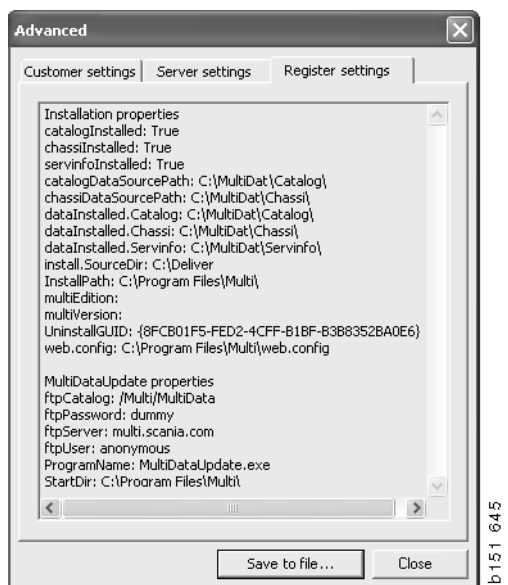 Advanced
Customer settings
Server settings
Register settings
Installation properties
catalogInstalled: True
chassiInstalled: True
servinfoInstalled: True
catalogDataSourcePath: C:\MultiDat\Catalog\
chassiDataSourcePath: C:\MultiDat\Chassi\
dataInstalled.Catalog: C:\MultiDat\Catalog\
dataInstalled.Chassi: C:\MultiDat\Chassi\
dataInstalled.Servinfo: C:\MultiDat\Servinfo\
install.SourceDir: C:\Deliver
InstallPath: C:\Program Files\Multi\
multiEdition:
multiVersion:
UninstallGUID: {8FCB01F5-FED2-4CFF-B1BF-B3B8352BA0E6}
web.config: C:\Program Files\Multi\web.config
MultiDataUpdate properties
ftpCatalog: /Multi/MultiData
ftpPassword: dummy
ftpServer: multi.scania.com
ftpUser: anonymous
ProgramName: MultiDataUpdate.exe
StartDir: C:\Program Files\Multi\
Save to file...
Close
b151 645